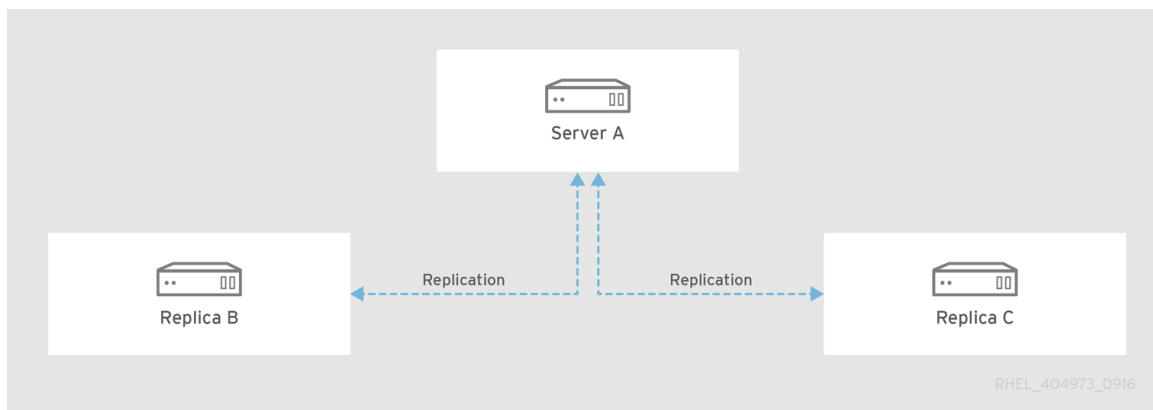 Server A
Replication
Replication
Replica B
Replica C
RHEL_404973_0916